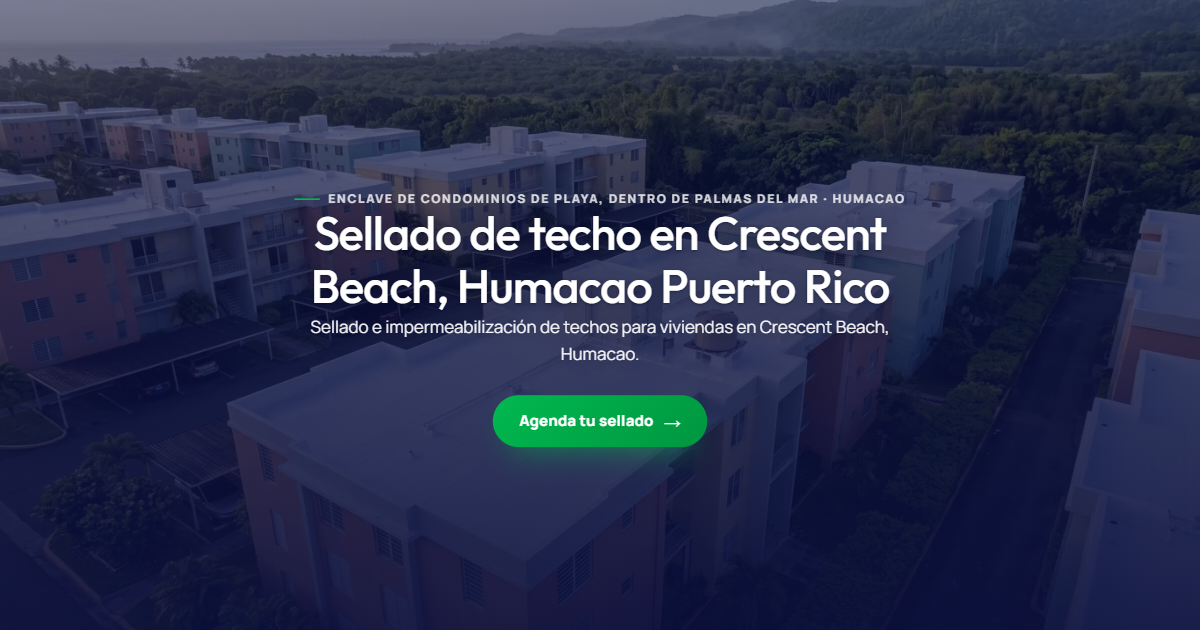 ENCLAVE DE CONDOMINIOS DE PLAYA, DENTRO DE PALMAS DEL MAR · HUMACAO
Sellado de techo en Crescent
Beach, Humacao Puerto Rico
Sellado e impermeabilización de techos para viviendas en Crescent Beach,
Humacao.
Agenda tu sellado →